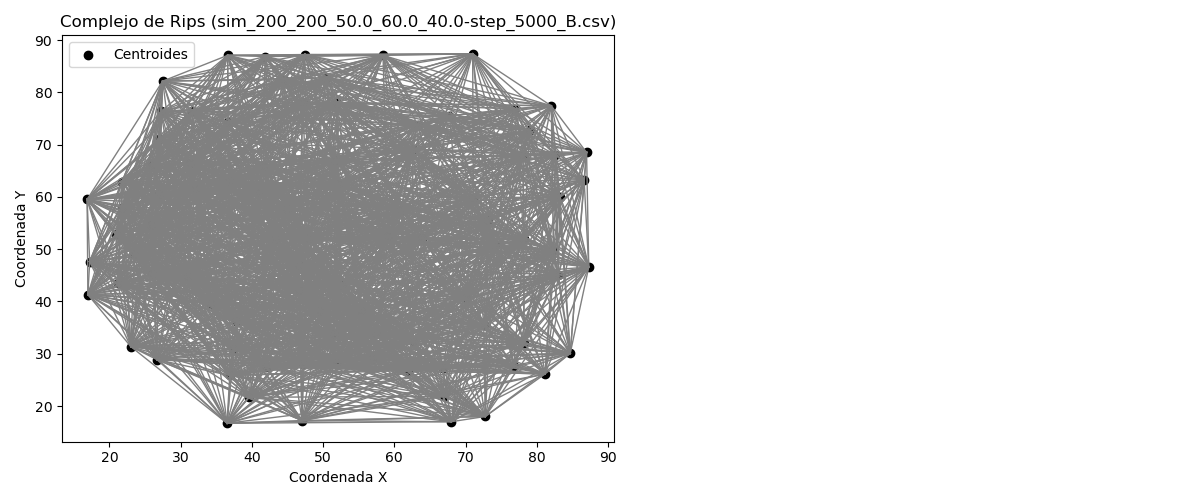 Complejo de Rips (sim_200_200_50.0_60.0_40.0-step_5000_B.csv)
Centroides
90
80
70
60
50
40
30
20
Coordenada Y
20 30 40 50 60 70 80 90
Coordenada X